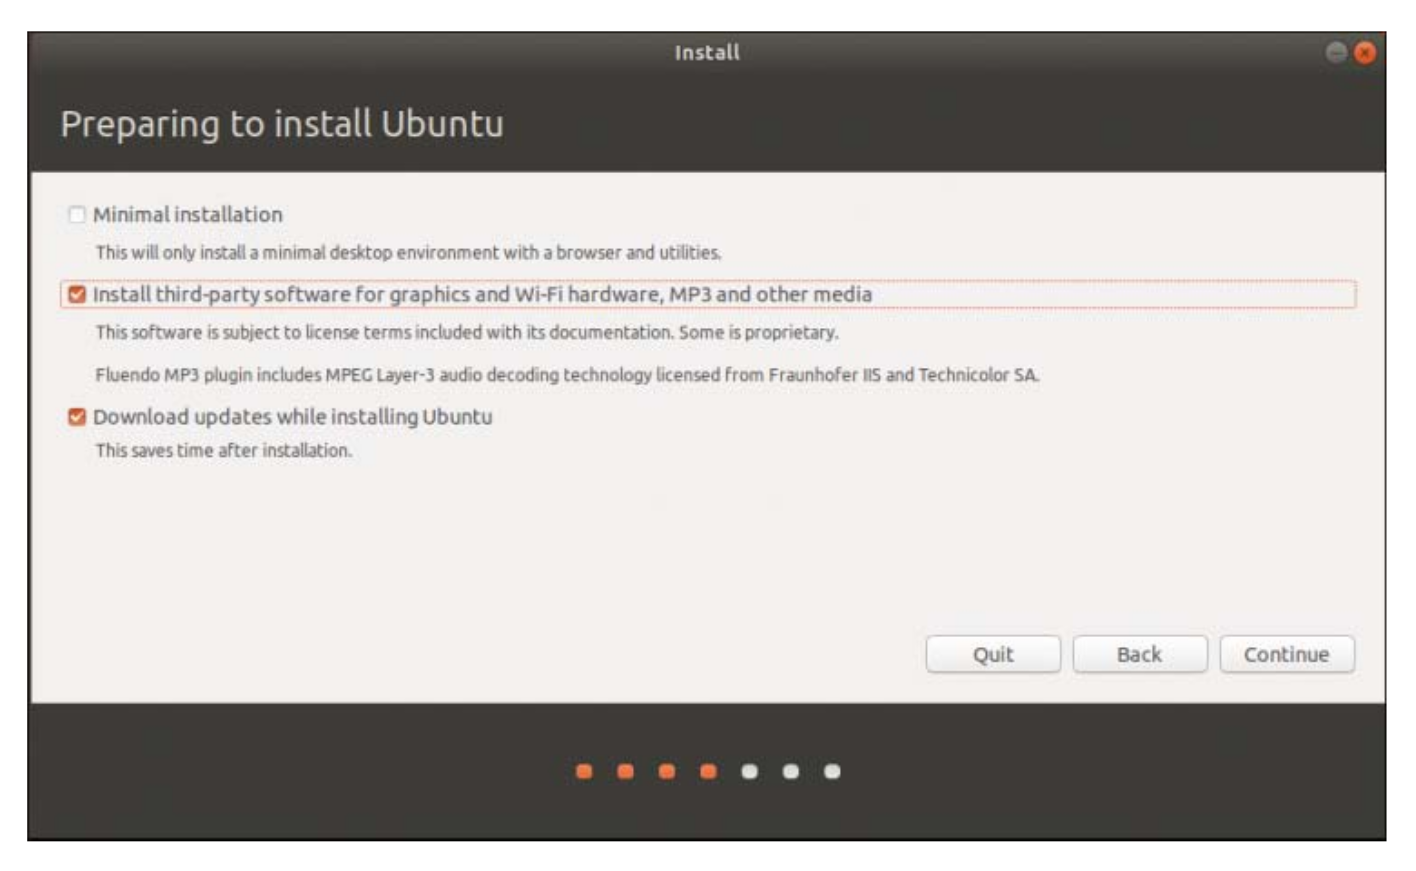 Install
Preparing to install Ubuntu
Minimal installation
This will only install a minimal desktop environment with a browser and utilities.
Install third-party software for graphics and Wi-Fi hardware, MP3 and other media
This software is subject to license terms included with its documentation. Some is proprietary.
Fluendo MP3 plugin includes MPEG Layer-3 audio decoding technology licensed from Fraunhofer IIS and Technicolor SA.
Download updates while installing Ubuntu
This saves time after installation.
Quit Back Continue